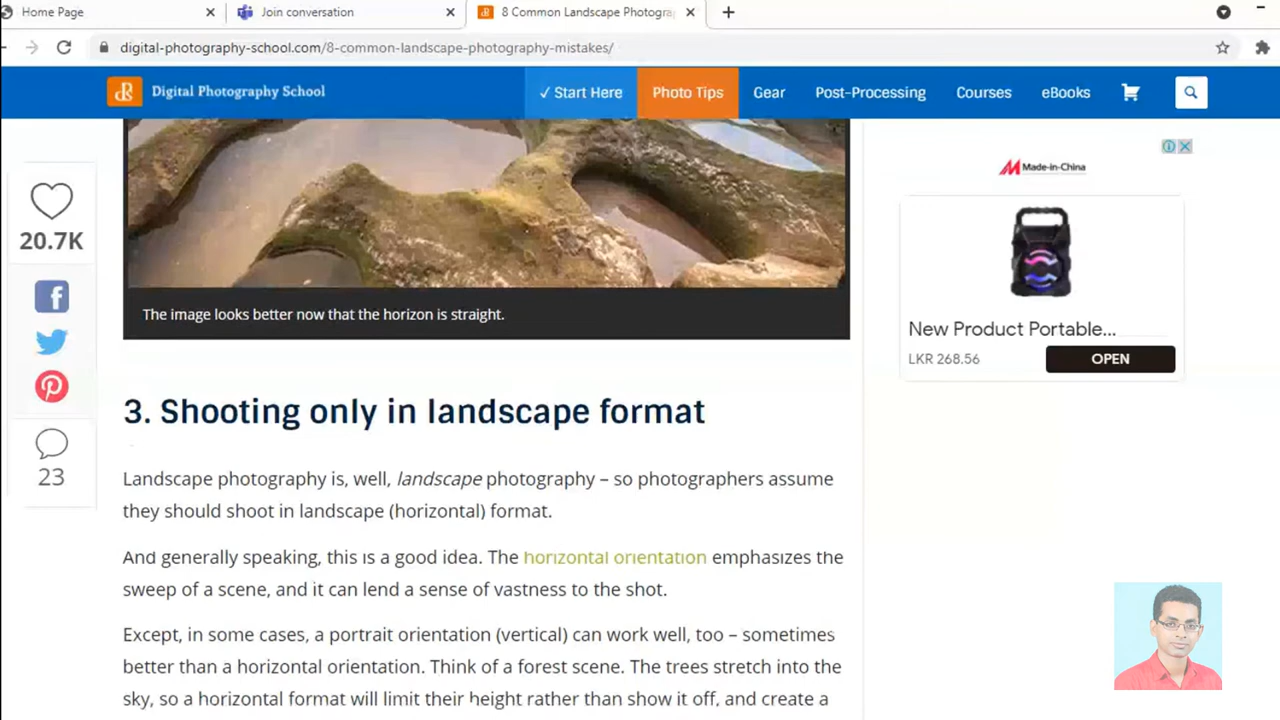 Home Page
Join conversation
8 Common Landscape Photogra
digital-photography-school.com/8-common-landscape-photography-mistakes/
Digital Photography School
✓ Start Here
Photo Tips
Gear
Post-Processing
Courses
eBooks
20.7K
23
The image looks better now that the horizon is straight.
3. Shooting only in landscape format
Landscape photography is, well, landscape photography – so photographers assume
they should shoot in landscape (horizontal) format.
And generally speaking, this is a good idea. The horizontal orientation emphasizes the
sweep of a scene, and it can lend a sense of vastness to the shot.
Except, in some cases, a portrait orientation (vertical) can work well, too – sometimes
better than a horizontal orientation. Think of a forest scene. The trees stretch into the
sky, so a horizontal format will limit their height rather than show it off, and create a
Made-in-China
New Product Portable...
LKR 268.56
OPEN